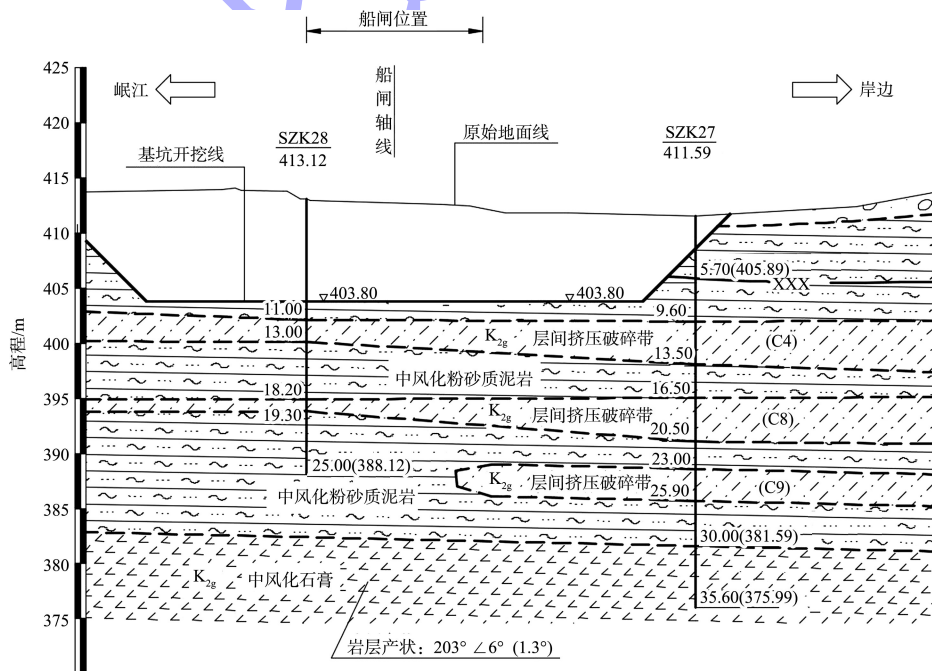 船闸位置
425
420
415
410
405
400
395
390
385
380
375
高程/m
岷江
船闸轴线
岸边
SZK28
413.12
原始地面线
SZK27
411.59
基坑开挖线
5.70(405.89)
XXX
403.80
403.80
11.00
9.60
13.00
K2g 层间挤压破碎带
13.50
(C4)
中风化粉砂质泥岩
16.50
18.20
19.30
K2g 层间挤压破碎带
20.50
(C8)
23.00
25.00(388.12)
K2g 层间挤压破碎带
25.90
(C9)
中风化粉砂质泥岩
30.00(381.59)
K2g 中风化石膏
35.60(375.99)
岩层产状：203° ∠6° (1.3°)